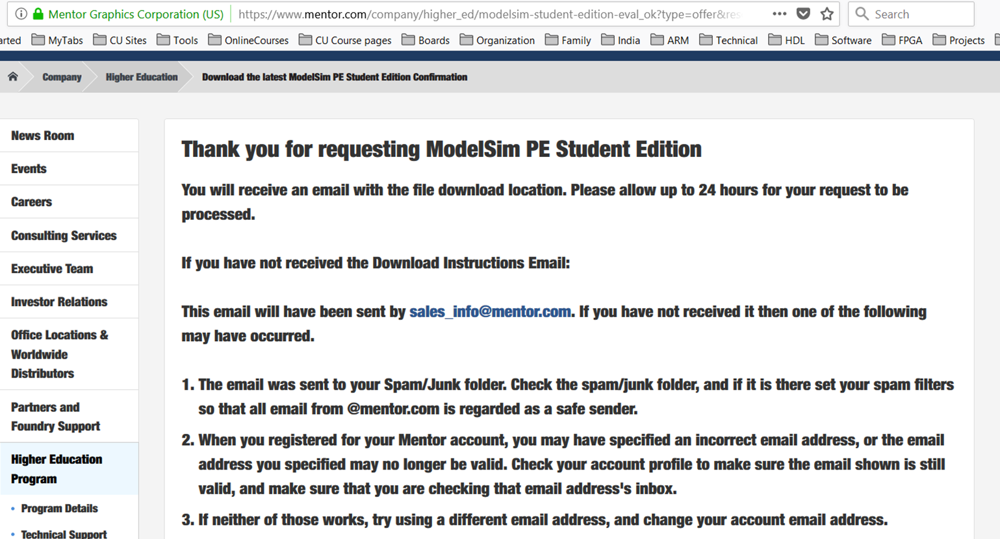 Mentor Graphics Corporation (US) https://www.mentor.com/company/higher_ed/modelsim-student-edition-eval_ok?type=offer&res Search
arted MyTabs CU Sites Tools OnlineCourses CU Course pages Boards Organization Family India ARM Technical HDL Software FPGA Projects
Company Higher Education Download the latest ModelSim PE Student Edition Confirmation
News Room
Events
Careers
Consulting Services
Executive Team
Investor Relations
Office Locations &
Worldwide
Distributors
Partners and
Foundry Support
Higher Education
Program
• Program Details
• Technical Support
Thank you for requesting ModelSim PE Student Edition
You will receive an email with the file download location. Please allow up to 24 hours for your request to be
processed.
If you have not received the Download Instructions Email:
This email will have been sent by sales_info@mentor.com. If you have not received it then one of the following
may have occurred.
1. The email was sent to your Spam/Junk folder. Check the spam/junk folder, and if it is there set your spam filters
so that all email from @mentor.com is regarded as a safe sender.
2. When you registered for your Mentor account, you may have specified an incorrect email address, or the email
address you specified may no longer be valid. Check your account profile to make sure the email shown is still
valid, and make sure that you are checking that email address's inbox.
3. If neither of those works, try using a different email address, and change your account email address.